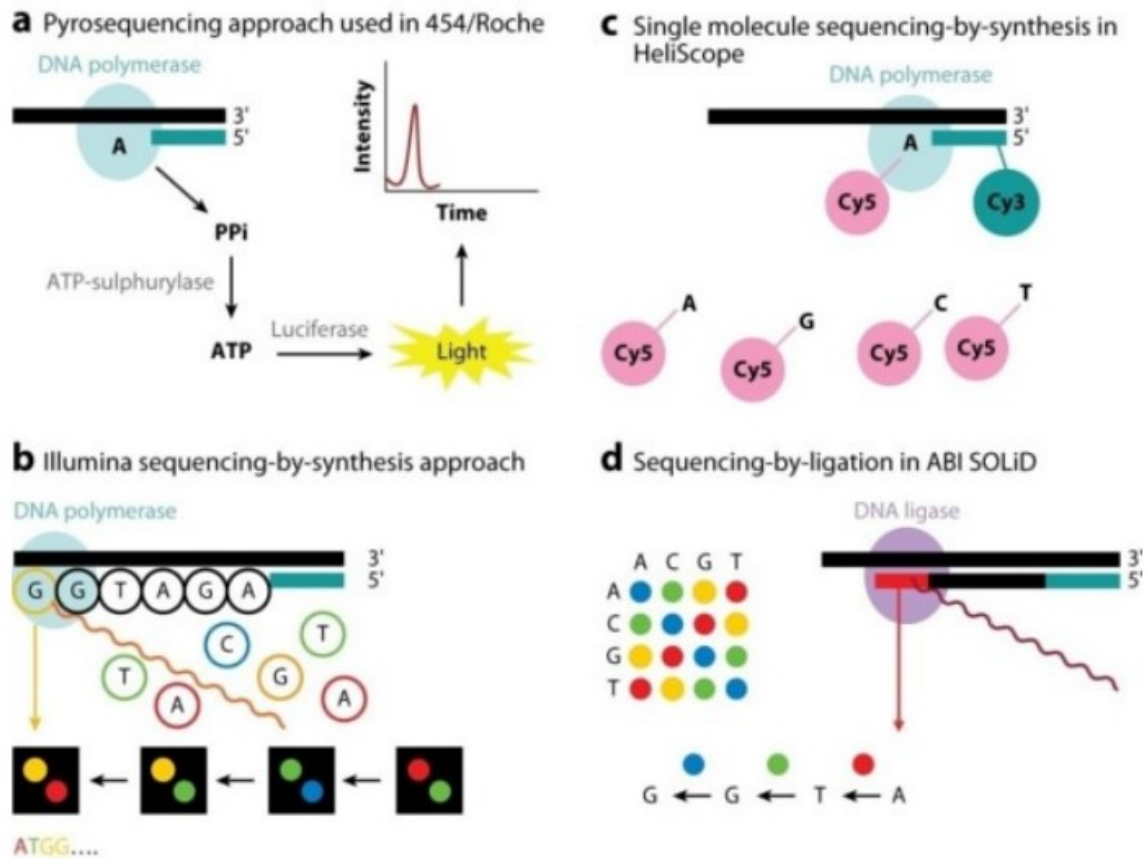 a Pyrosequencing approach used in 454/Roche
DNA polymerase
3'
5'
A
PPi
ATP-sulphurylase
ATP
Luciferase
Light
Intensity
Time
b Illumina sequencing-by-synthesis approach
DNA polymerase
3'
5'
G G T A G A
C
T
T
G
A
A
ATGG....
c Single molecule sequencing-by-synthesis in
HeliScope
DNA polymerase
3'
5'
A
Cy5
Cy3
A
G
C
T
Cy5
Cy5
Cy5
Cy5
d Sequencing-by-ligation in ABI SOLiD
DNA ligase
3'
5'
A C G T
A
C
G
T
G G T A